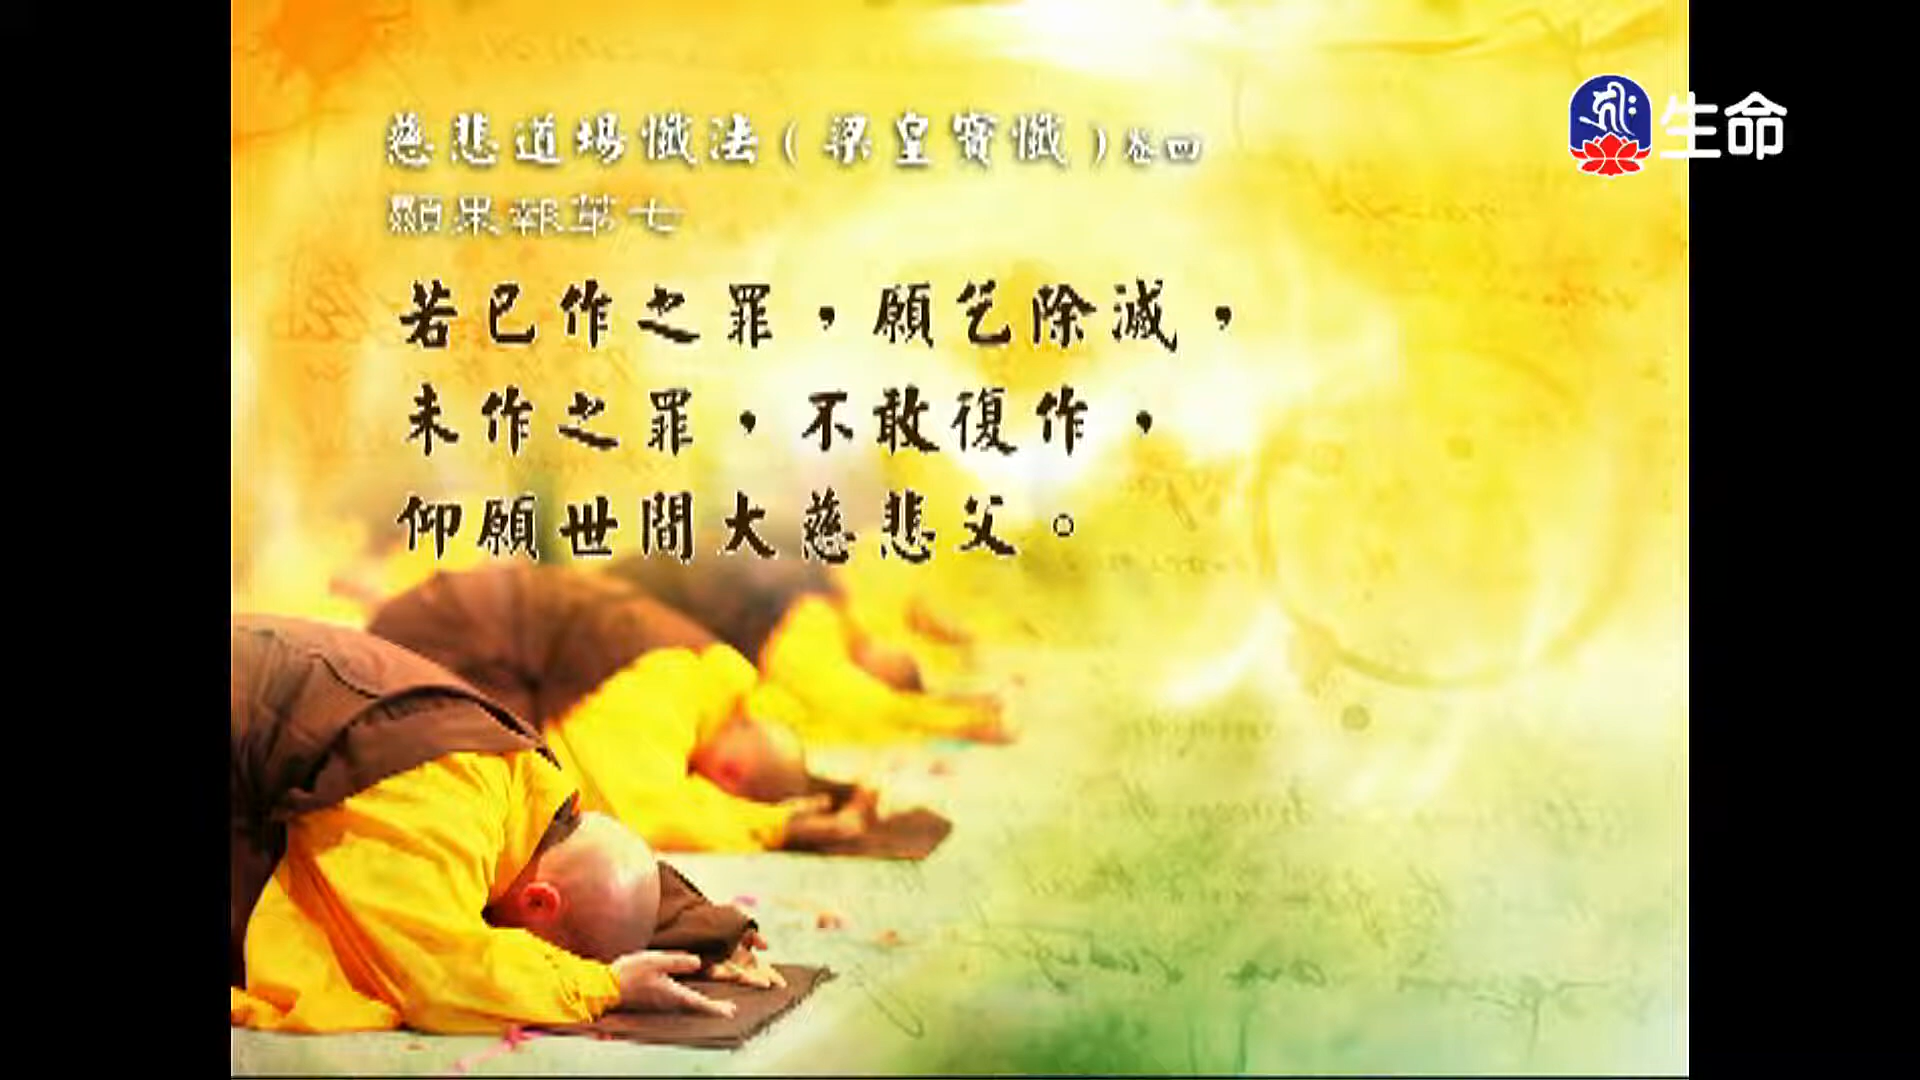 慈悲道場懺法（梁皇寶懺）卷四
生命
顯果報第七
若已作之罪，願乞除滅，
未作之罪，不敢復作，
仰願世間大慈悲父。